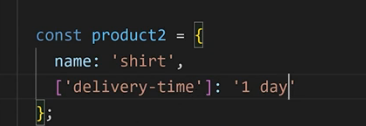 const product2 = {
name: 'shirt',
['delivery-time']: '1 day'
};